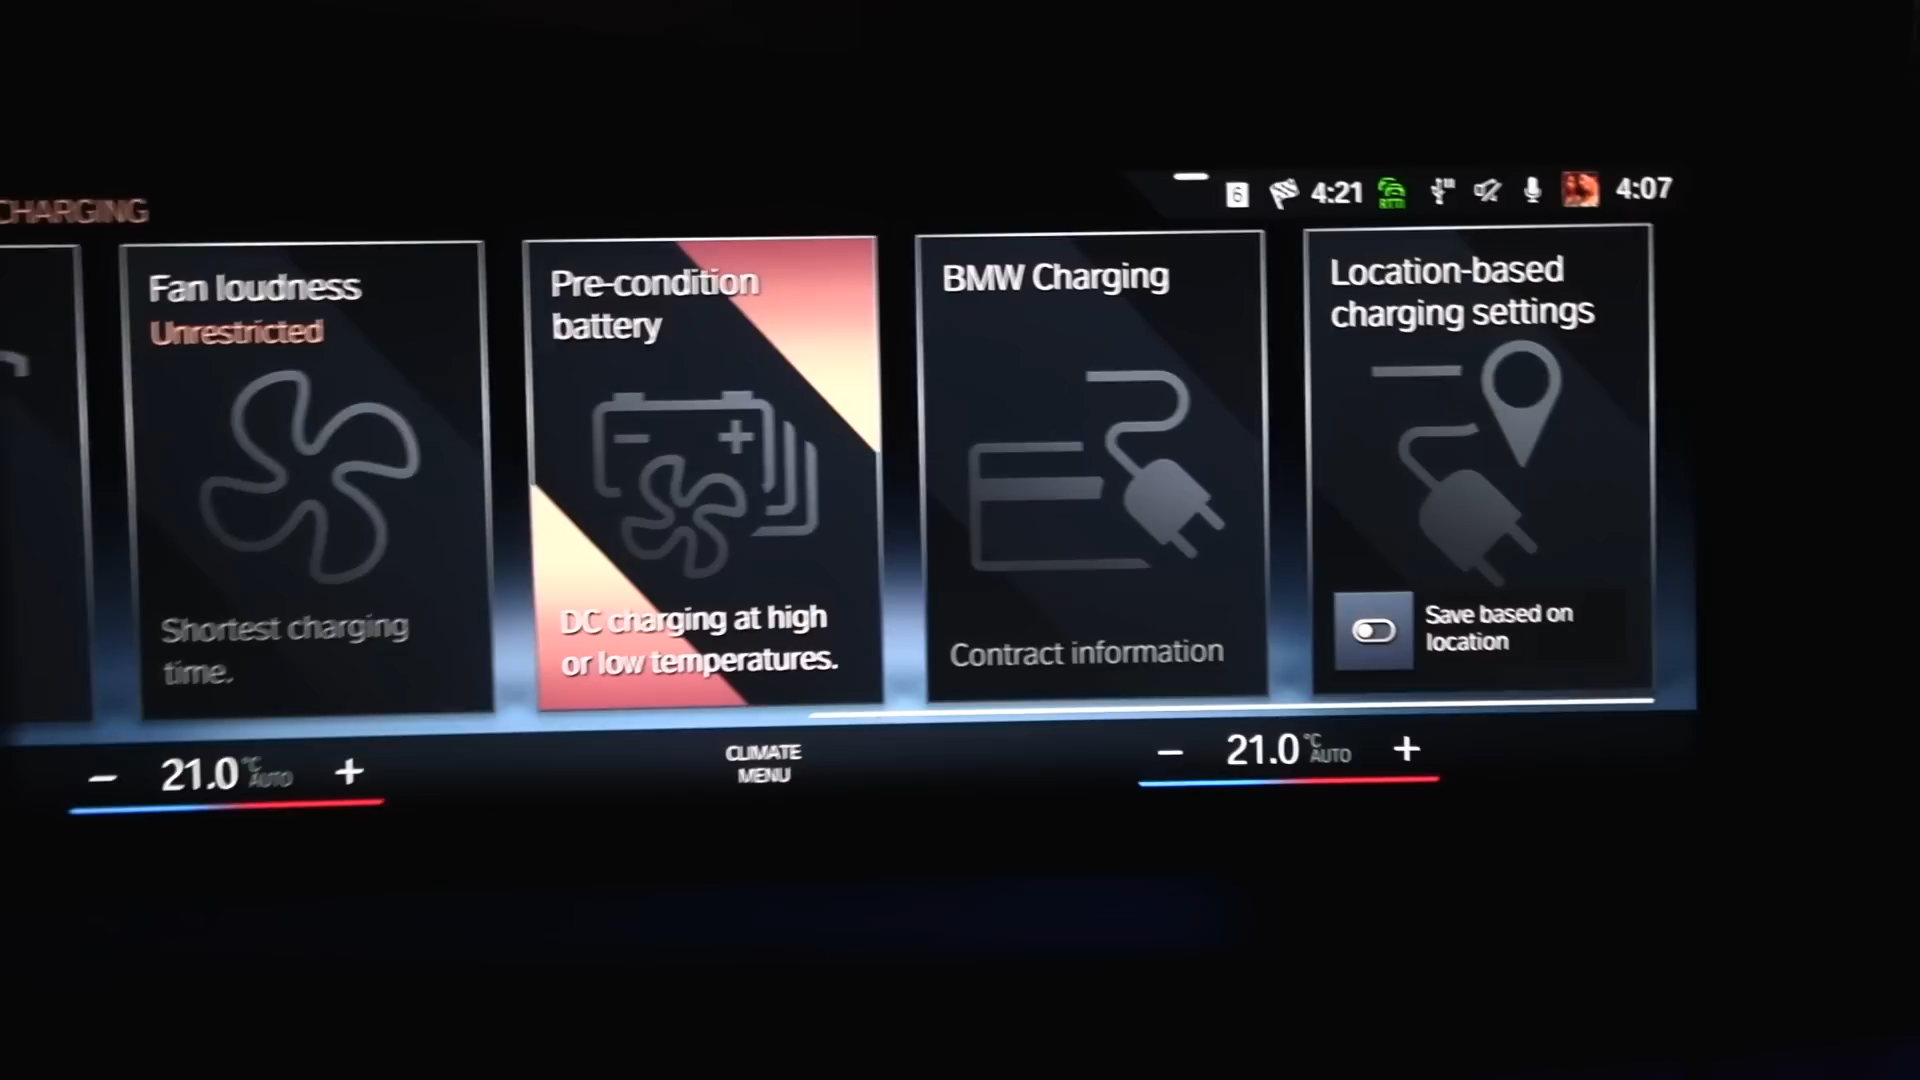 6 4:21 RTTI 4:07
CHARGING
Fan loudness
Unrestricted
Shortest charging
time.
Pre-condition
battery
DC charging at high
or low temperatures.
BMW Charging
Contract information
Location-based
charging settings
Save based on
location
21.0 °C AUTO
CLIMATE
MENU
21.0 °C AUTO